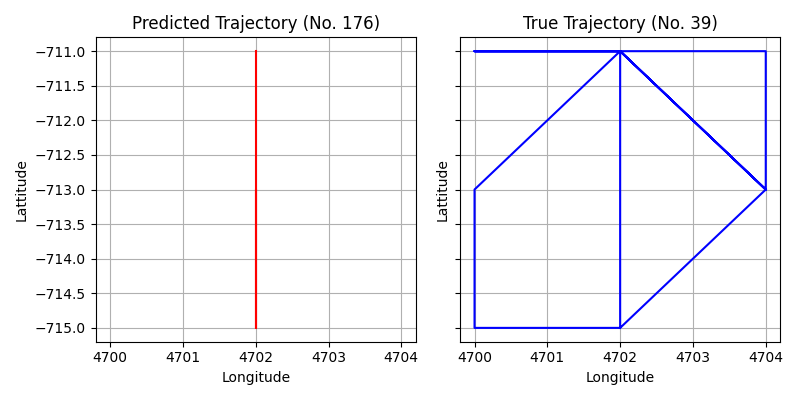 Predicted Trajectory (No. 176)
True Trajectory (No. 39)
−711.0
−711.5
−712.0
−712.5
−713.0
−713.5
−714.0
−714.5
−715.0
Lattitude
Lattitude
4700 4701 4702 4703 4704
4700 4701 4702 4703 4704
Longitude
Longitude